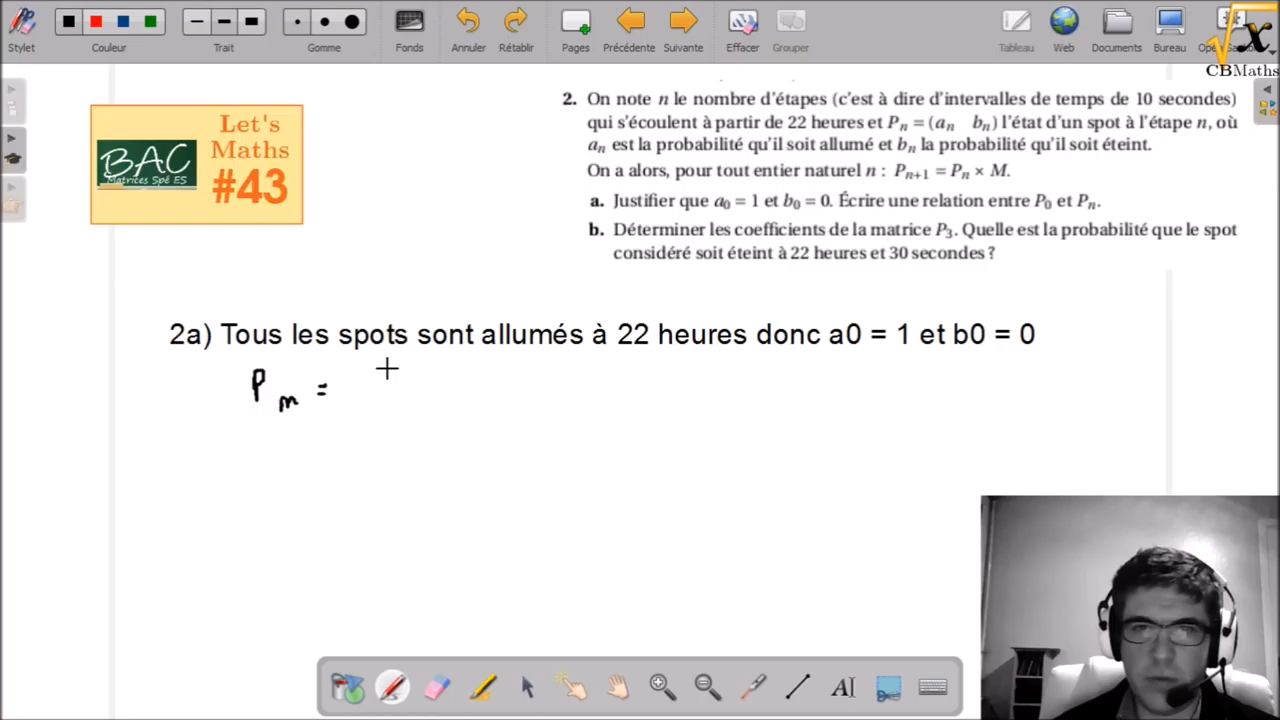 Stylet Couleur Trait Gomme Fonds Annuler Rétablir Pages Précédente Suivante Effacer Grouper Tableau Web Documents Bureau
CBMaths
Let's
Maths
#43
BAC
Matrices Spé ES
2. On note n le nombre d'étapes (c'est à dire d'intervalles de temps de 10 secondes)
qui s'écoulent à partir de 22 heures et Pn = (an bn) l'état d'un spot à l'étape n, où
an est la probabilité qu'il soit allumé et bn la probabilité qu'il soit éteint.
On a alors, pour tout entier naturel n : Pn+1 = Pn × M.
a. Justifier que a0 = 1 et b0 = 0. Écrire une relation entre P0 et Pn.
b. Déterminer les coefficients de la matrice P3. Quelle est la probabilité que le spot
considéré soit éteint à 22 heures et 30 secondes ?
2a) Tous les spots sont allumés à 22 heures donc a0 = 1 et b0 = 0
Pn =